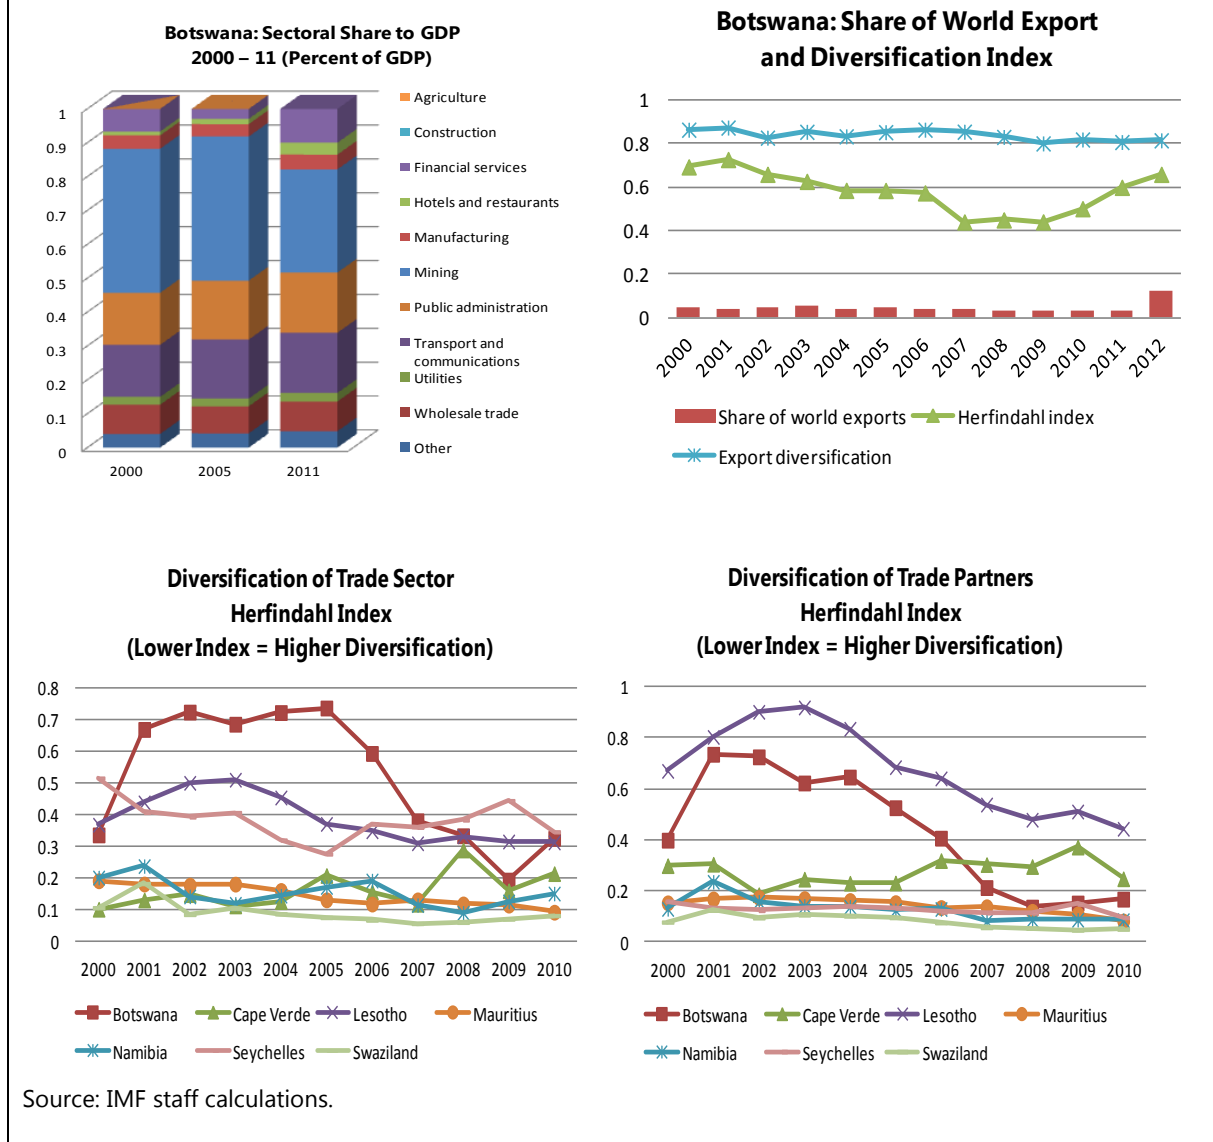 Botswana: Sectoral Share to GDP
2000 – 11 (Percent of GDP)
1
0.9
0.8
0.7
0.6
0.5
0.4
0.3
0.2
0.1
0
2000 2005 2011
Agriculture
Construction
Financial services
Hotels and restaurants
Manufacturing
Mining
Public administration
Transport and
communications
Utilities
Wholesale trade
Other
Botswana: Share of World Export
and Diversification Index
1
0.8
0.6
0.4
0.2
0
2000 2001 2002 2003 2004 2005 2006 2007 2008 2009 2010 2011 2012
Share of world exports Herfindahl index
Export diversification
Diversification of Trade Sector
Herfindahl Index
(Lower Index = Higher Diversification)
0.8
0.7
0.6
0.5
0.4
0.3
0.2
0.1
0
2000 2001 2002 2003 2004 2005 2006 2007 2008 2009 2010
Botswana Cape Verde Lesotho Mauritius
Namibia Seychelles Swaziland
Diversification of Trade Partners
Herfindahl Index
(Lower Index = Higher Diversification)
1
0.8
0.6
0.4
0.2
0
2000 2001 2002 2003 2004 2005 2006 2007 2008 2009 2010
Botswana Cape Verde Lesotho Mauritius
Namibia Seychelles Swaziland
Source: IMF staff calculations.